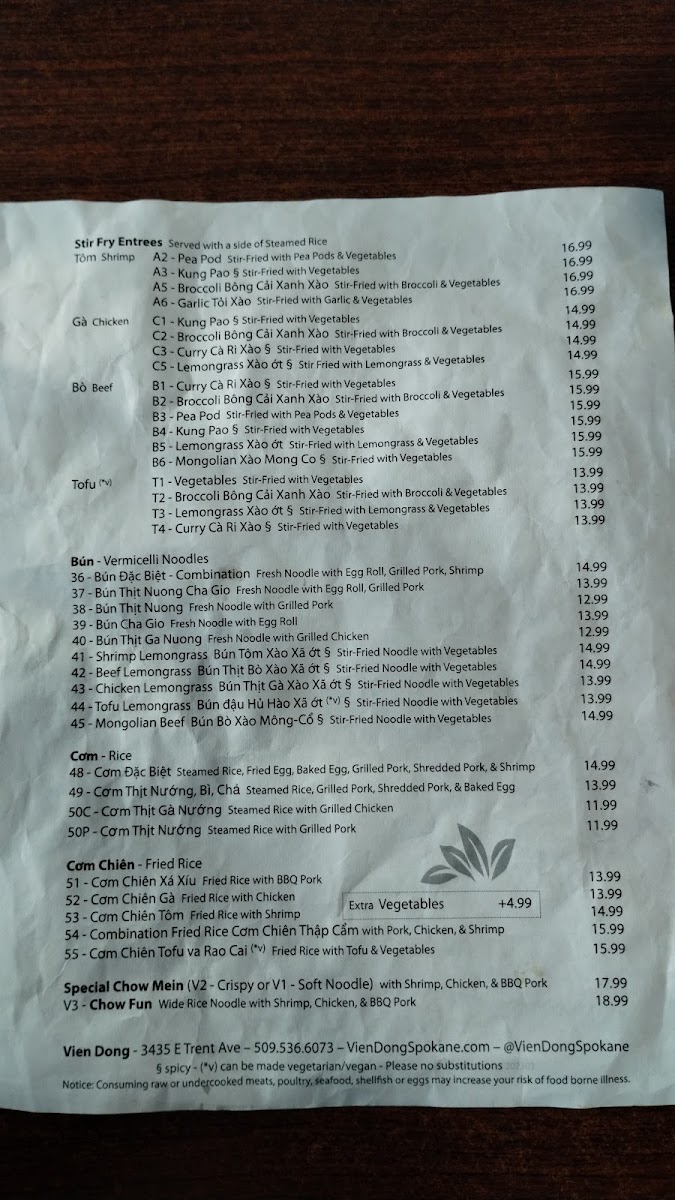 Stir Fry Entrees Served with a side of Steamed Rice
Tôm Shrimp A2 - Pea Pod Stir-Fried with Pea Pods & Vegetables 16.99
A3 - Kung Pao § Stir-Fried with Vegetables 16.99
A5 - Broccoli Bông Cải Xanh Xào Stir-Fried with Broccoli & Vegetables 16.99
A6 - Garlic Tỏi Xào Stir-Fried with Garlic & Vegetables 16.99
Gà Chicken C1 - Kung Pao § Stir-Fried with Vegetables 14.99
C2 - Broccoli Bông Cải Xanh Xào Stir-Fried with Broccoli & Vegetables 14.99
C3 - Curry Cà Ri Xào § Stir-Fried with Vegetables 14.99
C5 - Lemongrass Xào ớt § Stir Fried with Lemongrass & Vegetables 14.99
Bò Beef B1 - Curry Cà Ri Xào § Stir-Fried with Vegetables 15.99
B2 - Broccoli Bông Cải Xanh Xào Stir-Fried with Broccoli & Vegetables 15.99
B3 - Pea Pod Stir-Fried with Pea Pods & Vegetables 15.99
B4 - Kung Pao § Stir-Fried with Vegetables 15.99
B5 - Lemongrass Xào ớt Stir-Fried with Lemongrass & Vegetables 15.99
B6 - Mongolian Xào Mong Co § Stir-Fried with Vegetables 15.99
Tofu (*v) T1 - Vegetables Stir-Fried with Vegetables 13.99
T2 - Broccoli Bông Cải Xanh Xào Stir-Fried with Broccoli & Vegetables 13.99
T3 - Lemongrass Xào ớt § Stir-Fried with Lemongrass & Vegetables 13.99
T4 - Curry Cà Ri Xào § Stir-Fried with Vegetables 13.99
Bún - Vermicelli Noodles
36 - Bún Đặc Biệt - Combination Fresh Noodle with Egg Roll, Grilled Pork, Shrimp 14.99
37 - Bún Thịt Nuong Cha Gio Fresh Noodle with Egg Roll, Grilled Pork 13.99
38 - Bún Thịt Nuong Fresh Noodle with Grilled Pork 12.99
39 - Bún Cha Gio Fresh Noodle with Egg Roll 13.99
40 - Bún Thịt Ga Nuong Fresh Noodle with Grilled Chicken 12.99
41 - Shrimp Lemongrass Bún Tôm Xào Xã ớt § Stir-Fried Noodle with Vegetables 14.99
42 - Beef Lemongrass Bún Thịt Bò Xào Xã ớt § Stir-Fried Noodle with Vegetables 14.99
43 - Chicken Lemongrass Bún Thịt Gà Xào Xã ớt § Stir-Fried Noodle with Vegetables 13.99
44 - Tofu Lemongrass Bún đậu Hủ Hào Xã ớt (*v) § Stir-Fried Noodle with Vegetables 13.99
45 - Mongolian Beef Bún Bò Xào Mông-Cổ § Stir-Fried Noodle with Vegetables 14.99
Cơm - Rice
48 - Cơm Đặc Biệt Steamed Rice, Fried Egg, Baked Egg, Grilled Pork, Shredded Pork, & Shrimp 14.99
49 - Cơm Thịt Nướng, Bì, Chả Steamed Rice, Grilled Pork, Shredded Pork, & Baked Egg 13.99
50C - Cơm Thịt Gà Nướng Steamed Rice with Grilled Chicken 11.99
50P - Cơm Thịt Nướng Steamed Rice with Grilled Pork 11.99
Cơm Chiên - Fried Rice
51 - Cơm Chiên Xá Xíu Fried Rice with BBQ Pork 13.99
52 - Cơm Chiên Gà Fried Rice with Chicken 13.99
Extra Vegetables +4.99
53 - Cơm Chiên Tôm Fried Rice with Shrimp 14.99
54 - Combination Fried Rice Cơm Chiên Thập Cẩm with Pork, Chicken, & Shrimp 15.99
55 - Cơm Chiên Tofu va Rao Cai (*v) Fried Rice with Tofu & Vegetables 15.99
Special Chow Mein (V2 - Crispy or V1 - Soft Noodle) with Shrimp, Chicken, & BBQ Pork 17.99
V3 - Chow Fun Wide Rice Noodle with Shrimp, Chicken, & BBQ Pork 18.99
Vien Dong - 3435 E Trent Ave – 509.536.6073 – VienDongSpokane.com – @VienDongSpokane
§ spicy - (*v) can be made vegetarian/vegan - Please no substitutions
Notice: Consuming raw or undercooked meats, poultry, seafood, shellfish or eggs may increase your risk of food borne illness.